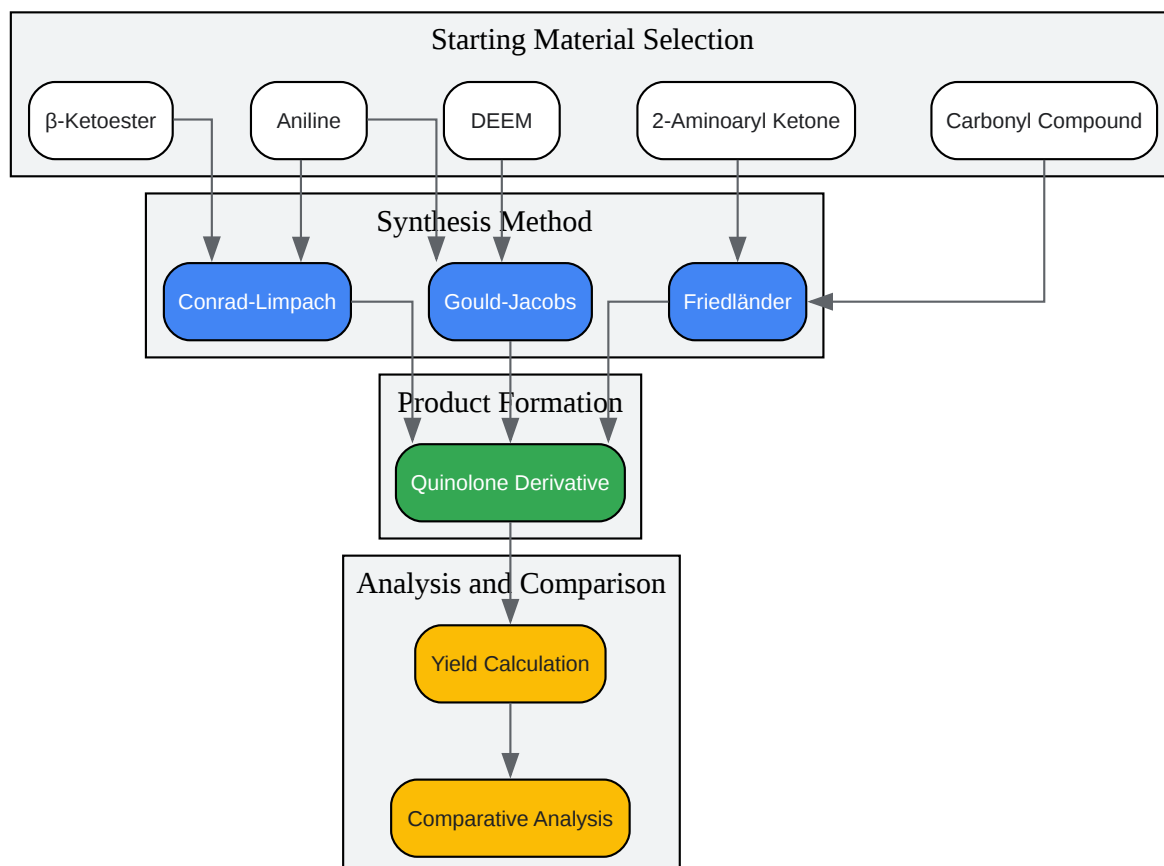 Starting Material Selection
β-Ketoester
Aniline
DEEM
2-Aminoaryl Ketone
Carbonyl Compound
Synthesis Method
Conrad-Limpach
Gould-Jacobs
Friedländer
Product Formation
Quinolone Derivative
Analysis and Comparison
Yield Calculation
Comparative Analysis